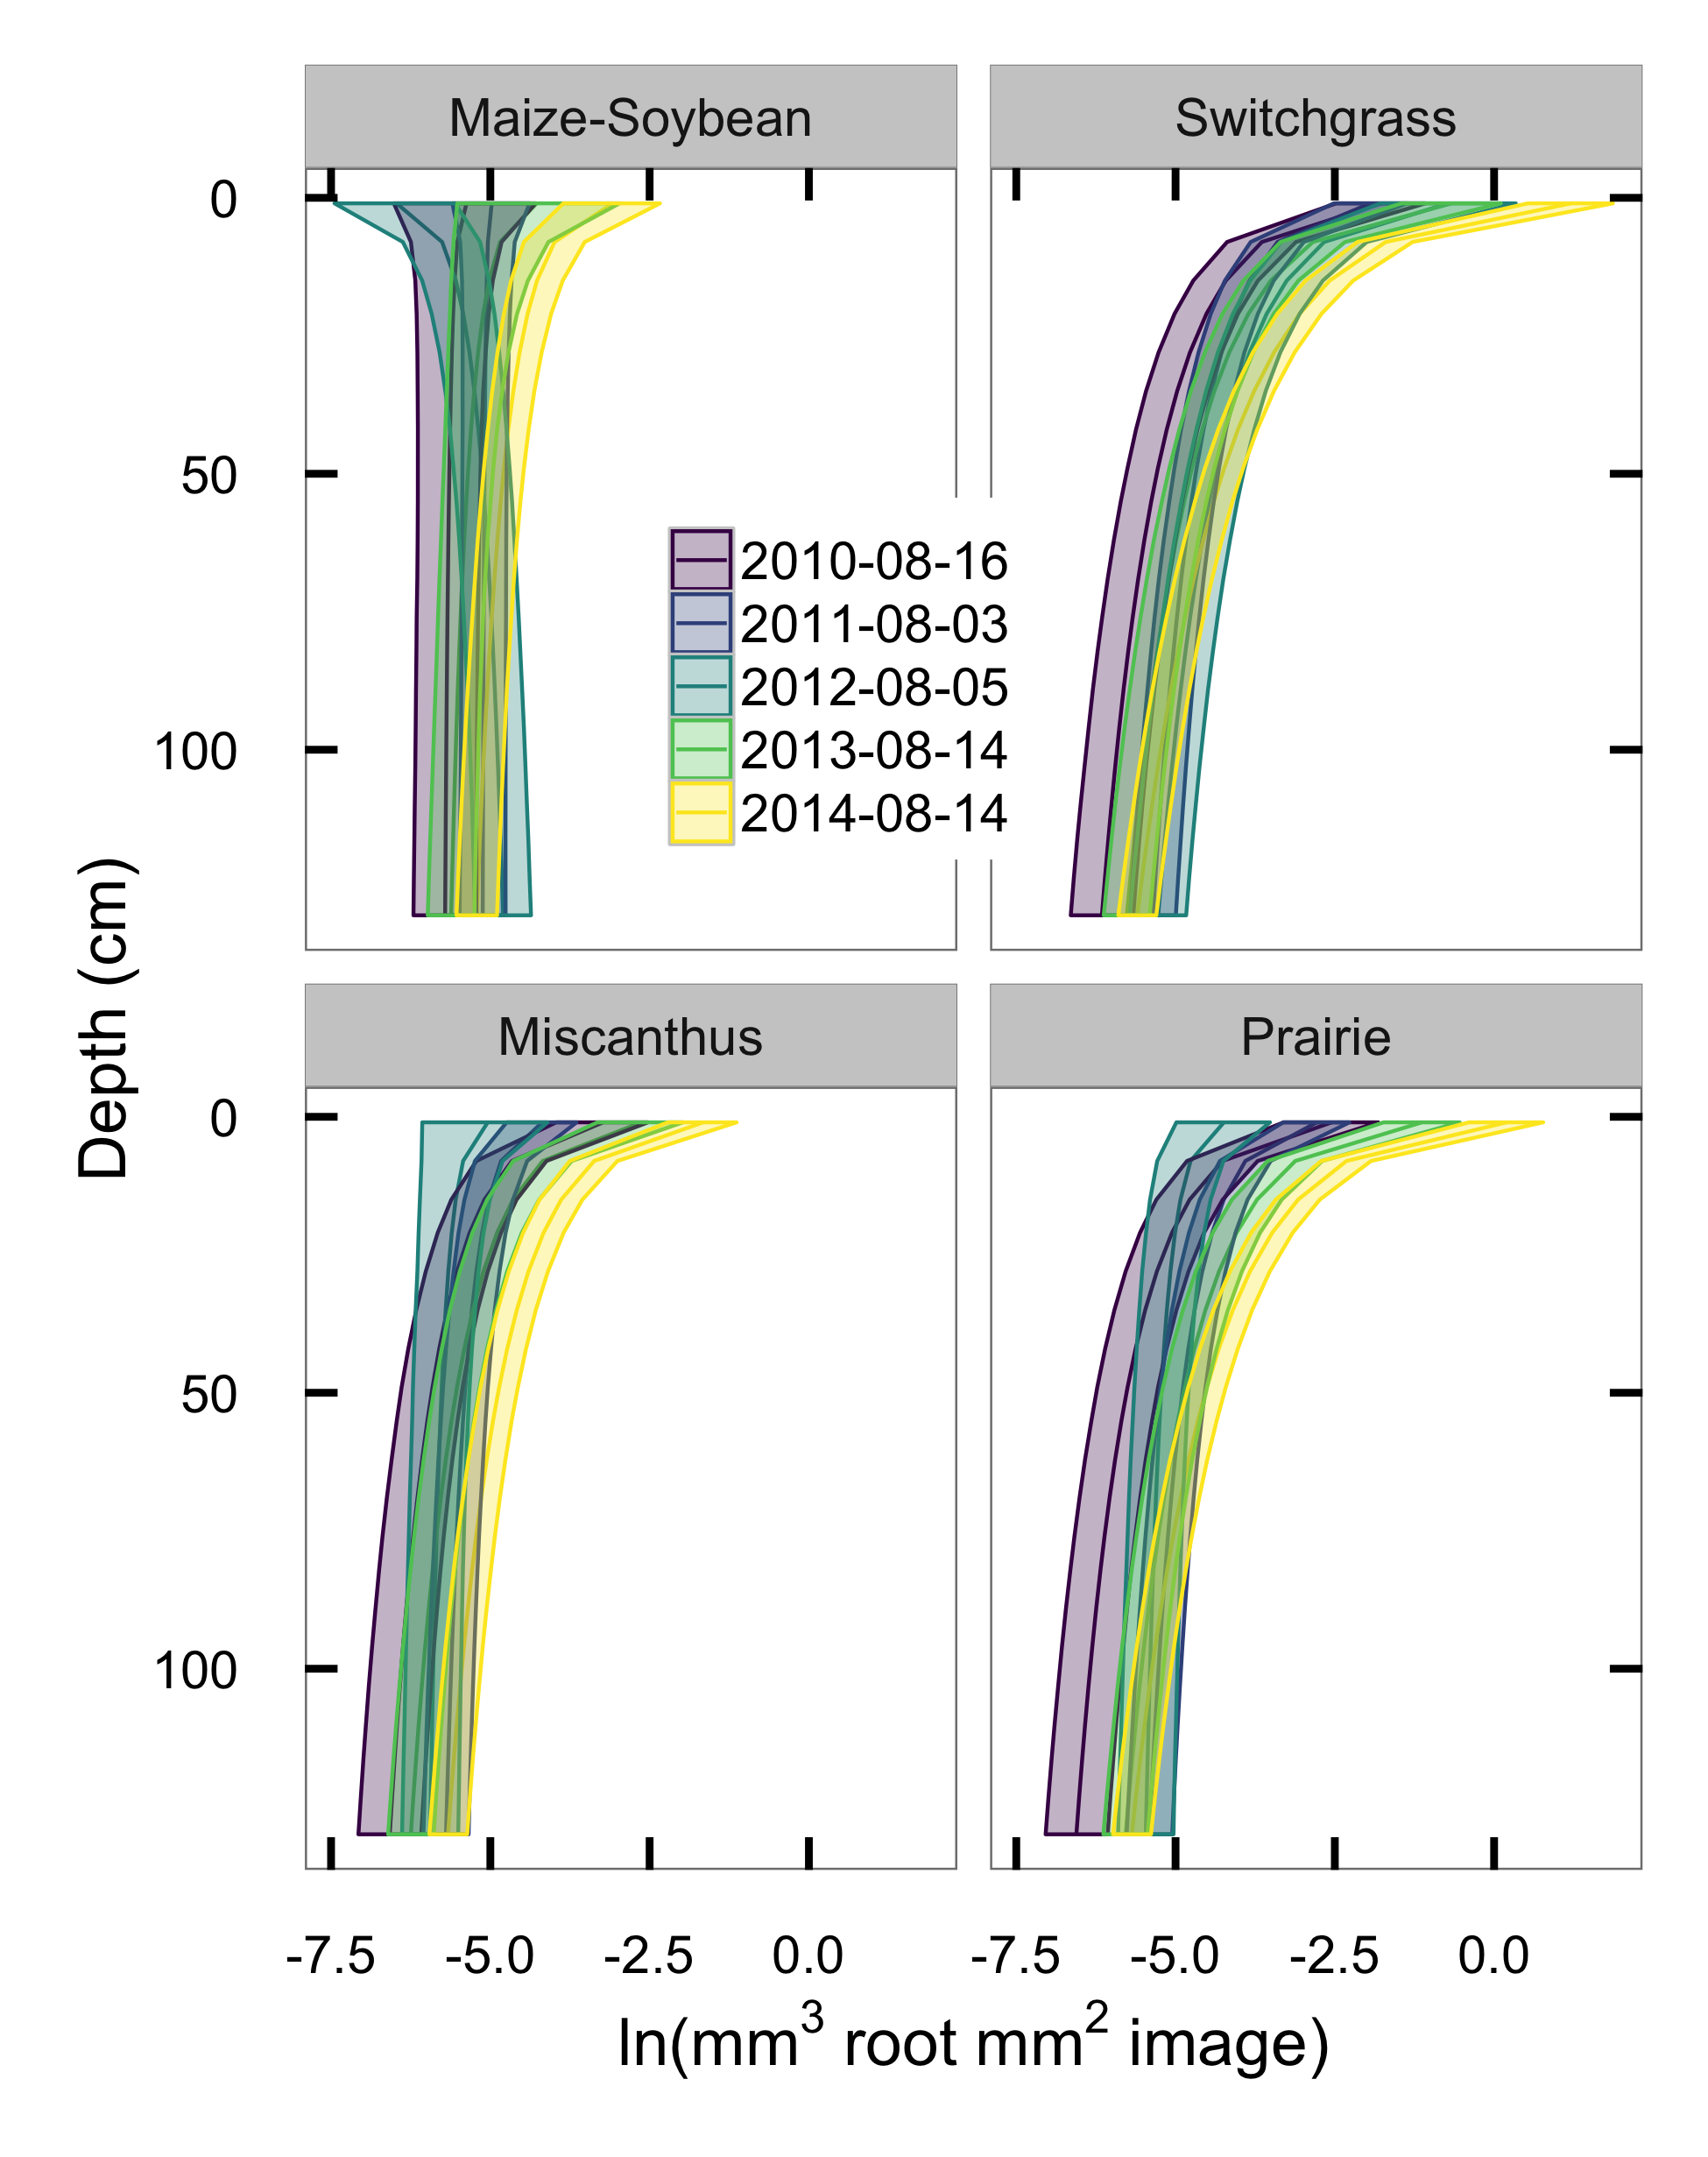 Maize-Soybean
Switchgrass
0
50
100
2010-08-16
2011-08-03
2012-08-05
2013-08-14
2014-08-14
Depth (cm)
Miscanthus
Prairie
0
50
100
-7.5 -5.0 -2.5 0.0 -7.5 -5.0 -2.5 0.0
ln(mm³ root mm² image)